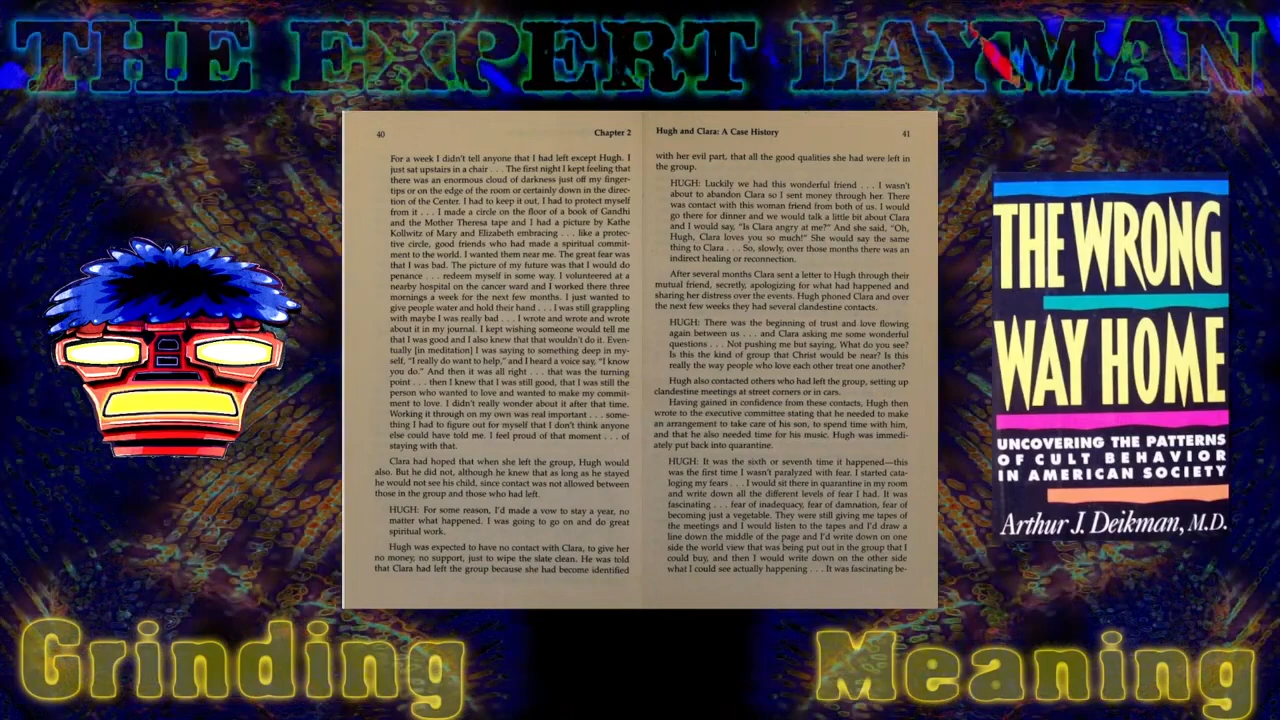 THE EXPERT LAYMAN
40
Chapter 2
For a week I didn't tell anyone that I had left except Hugh. I
just sat upstairs in a chair . . . The first night I kept feeling that
there was an enormous cloud of darkness just off my finger-
tips or on the edge of the room or certainly down in the direc-
tion of the Center. I had to keep it out, I had to protect myself
from it . . . I made a circle on the floor of a book of Gandhi
and the Mother Theresa tape and I had a picture by Kathe
Kollwitz of Mary and Elizabeth embracing . . . like a protec-
tive circle, good friends who had made a spiritual commit-
ment to the world. I wanted them near me. The great fear was
that I was bad. The picture of my future was that I would do
penance . . . redeem myself in some way. I volunteered at a
nearby hospital on the cancer ward and I worked there three
mornings a week for the next few months. I just wanted to
give people water and hold their hand . . . I was still grappling
with maybe I was really bad . . . I wrote and wrote and wrote
about it in my journal. I kept wishing someone would tell me
that I was good and I also knew that that wouldn't do it. Even-
tually [in meditation] I was saying to something deep in my-
self, "I really do want to help," and I heard a voice say, "I know
you do." And then it was all right . . . that was the turning
point . . . then I knew that I was still good, that I was still the
person who wanted to love and wanted to make my commit-
ment to love. I didn't really wonder about it after that time.
Working it through on my own was real important . . . some-
thing I had to figure out for myself that I don't think anyone
else could have told me. I feel proud of that moment . . . of
staying with that.
Clara had hoped that when she left the group, Hugh would
also. But he did not, although he knew that as long as he stayed
he would not see his child, since contact was not allowed between
those in the group and those who had left.
HUGH: For some reason, I'd made a vow to stay a year, no
matter what happened. I was going to go on and do great
spiritual work.
Hugh was expected to have no contact with Clara, to give her
no money, no support, just to wipe the slate clean. He was told
that Clara had left the group because she had become identified
Hugh and Clara: A Case History
41
with her evil part, that all the good qualities she had were left in
the group.
HUGH: Luckily we had this wonderful friend . . . I wasn't
about to abandon Clara so I sent money through her. There
was contact with this woman friend from both of us. I would
go there for dinner and we would talk a little bit about Clara
and I would say, "Is Clara angry at me?" And she said, "Oh,
Hugh, Clara loves you so much!" She would say the same
thing to Clara . . . So, slowly, over those months there was an
indirect healing or reconnection.
After several months Clara sent a letter to Hugh through their
mutual friend, secretly, apologizing for what had happened and
sharing her distress over the events. Hugh phoned Clara and over
the next few weeks they had several clandestine contacts.
HUGH: There was the beginning of trust and love flowing
again between us . . . and Clara asking me some wonderful
questions . . . Not pushing me but saying, What do you see?
Is this the kind of group that Christ would be near? Is this
really the way people who love each other treat one another?
Hugh also contacted others who had left the group, setting up
clandestine meetings at street corners or in cars.
Having gained in confidence from these contacts, Hugh then
wrote to the executive committee stating that he needed to make
an arrangement to take care of his son, to spend time with him,
and that he also needed time for his music. Hugh was immedi-
ately put back into quarantine.
HUGH: It was the sixth or seventh time it happened—this
was the first time I wasn't paralyzed with fear. I started cata-
loging my fears . . . I would sit there in quarantine in my room
and write down all the different levels of fear I had. It was
fascinating . . . fear of inadequacy, fear of damnation, fear of
becoming just a vegetable. They were still giving me tapes of
the meetings and I would listen to the tapes and I'd draw a
line down the middle of the page and I'd write down on one
side the world view that was being put out in the group that I
could buy, and then I would write down on the other side
what I could see actually happening . . . It was fascinating be-
THE WRONG
WAY HOME
UNCOVERING THE PATTERNS
OF CULT BEHAVIOR
IN AMERICAN SOCIETY
Arthur J. Deikman, M.D.
Grinding
Meaning